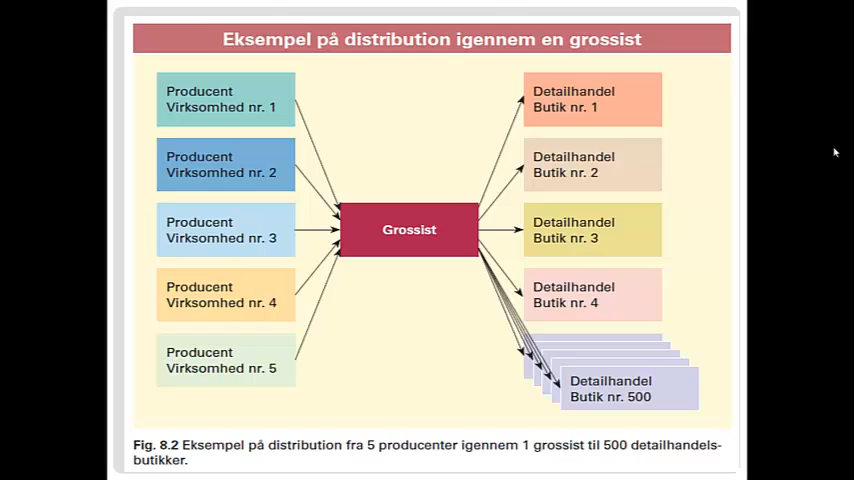 Eksempel på distribution igennem en grossist
Producent
Virksomhed nr. 1
Producent
Virksomhed nr. 2
Producent
Virksomhed nr. 3
Producent
Virksomhed nr. 4
Producent
Virksomhed nr. 5
Grossist
Detailhandel
Butik nr. 1
Detailhandel
Butik nr. 2
Detailhandel
Butik nr. 3
Detailhandel
Butik nr. 4
Detailhandel
Butik nr. 500
Fig. 8.2 Eksempel på distribution fra 5 producenter igennem 1 grossist til 500 detailhandels-
butikker.